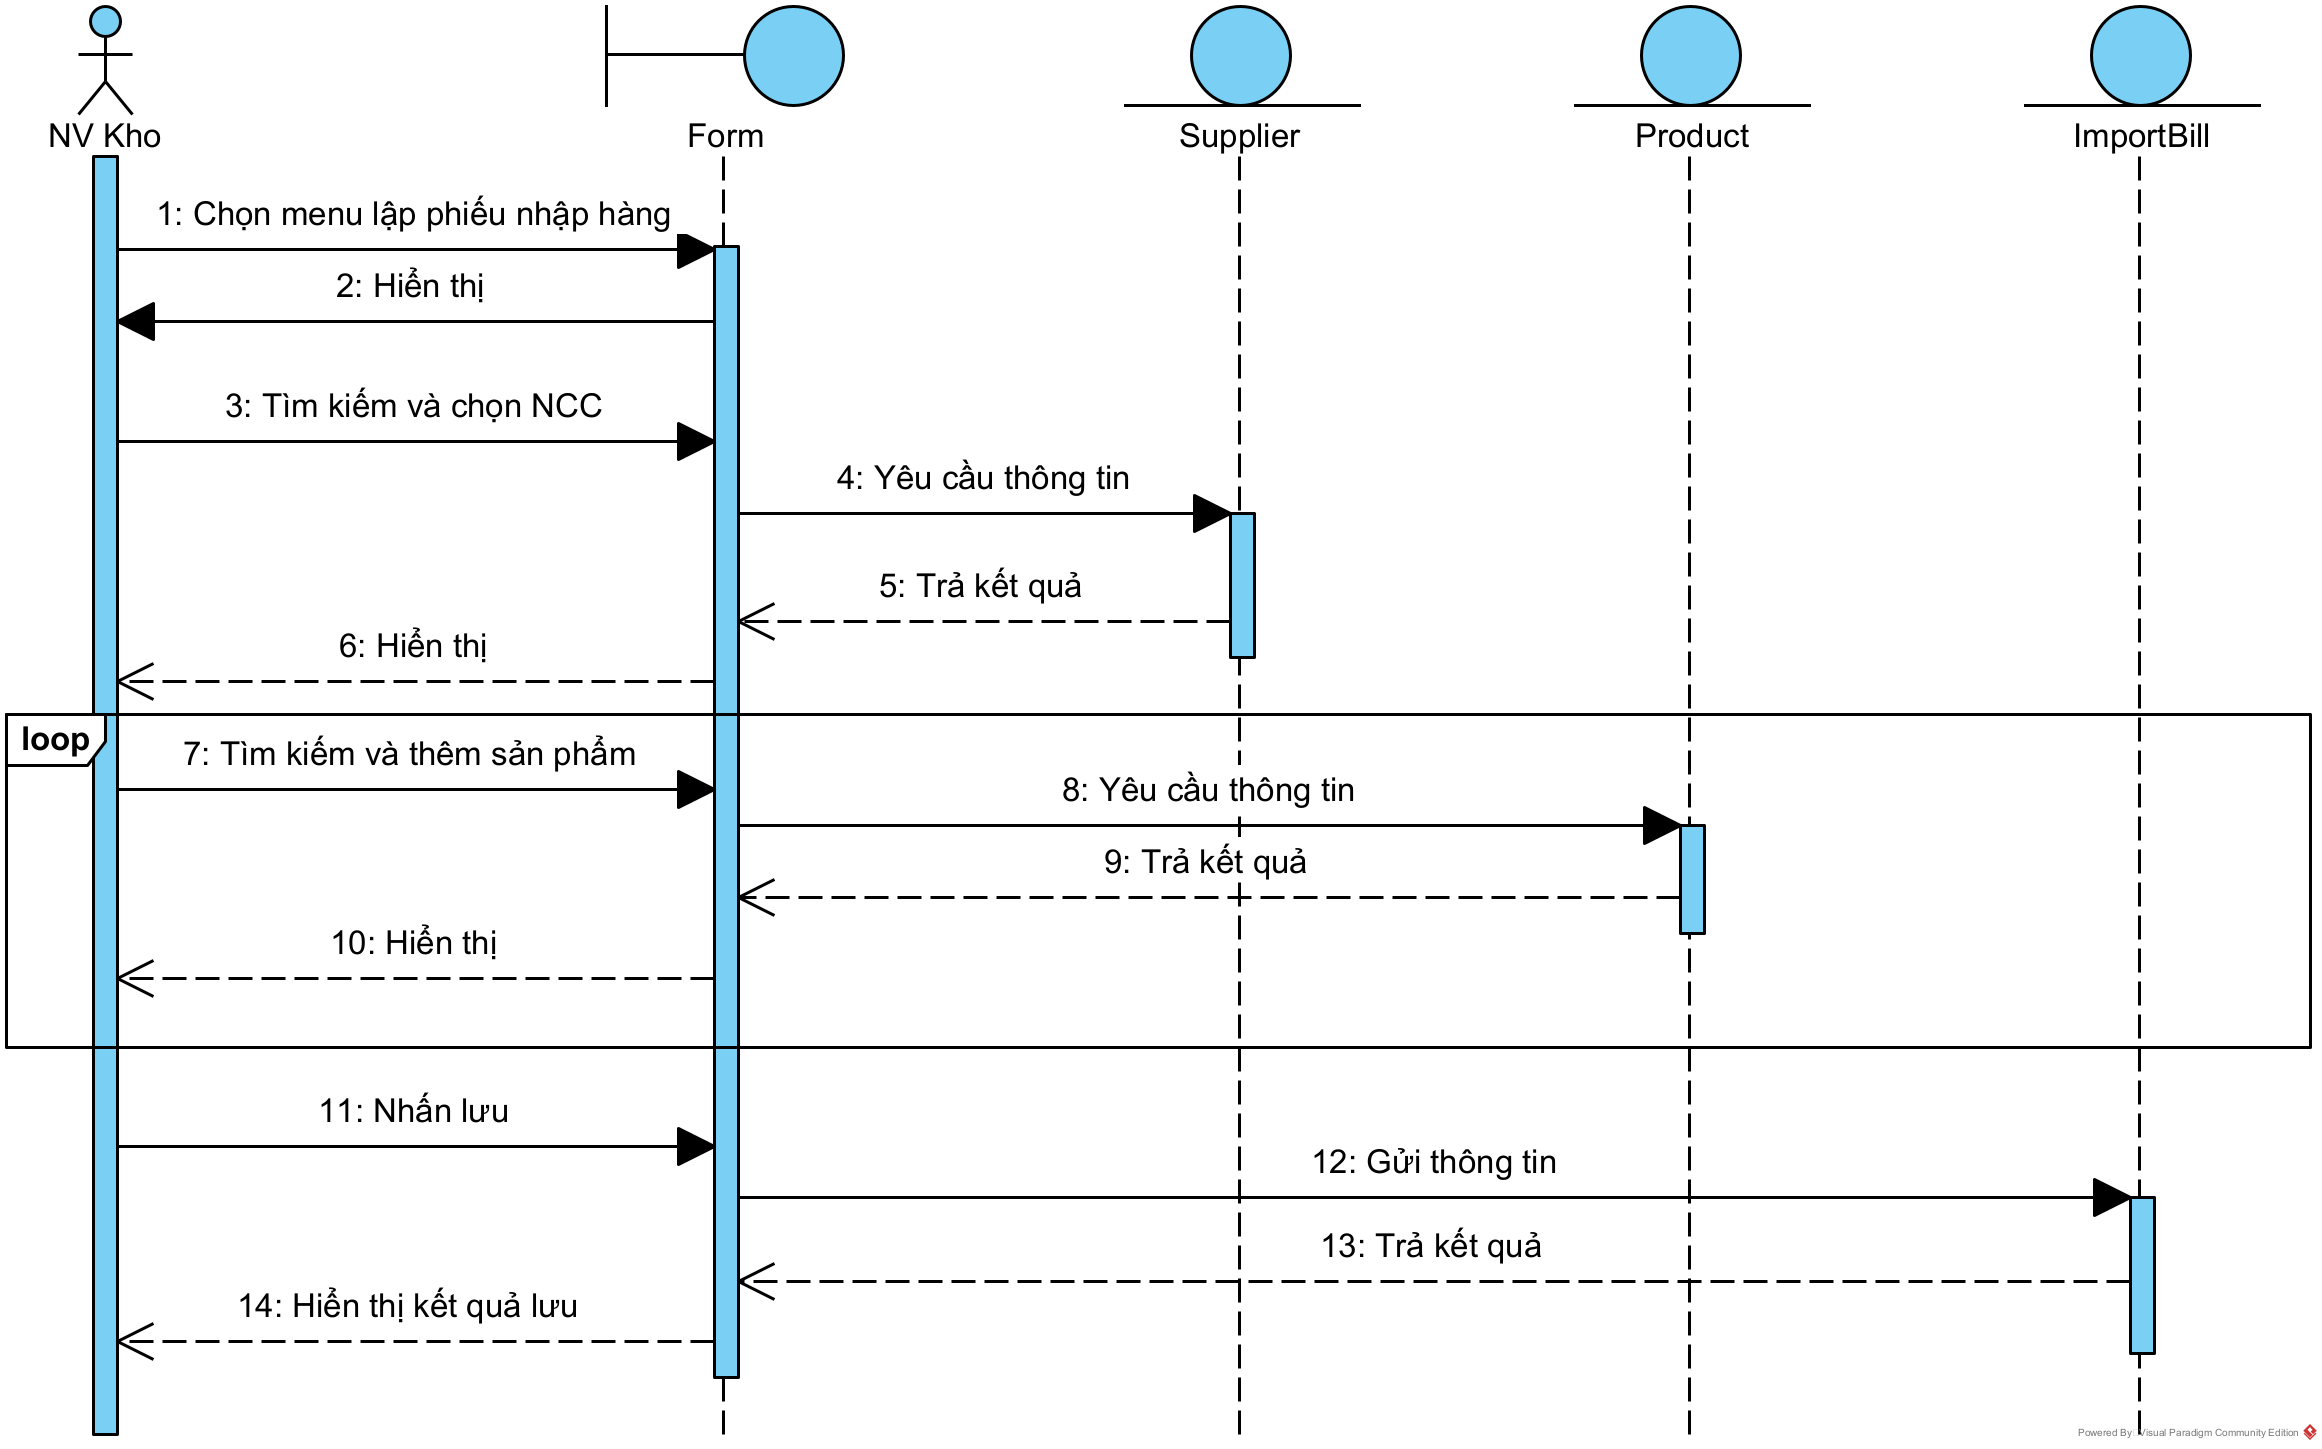 NV Kho
Form
Supplier
Product
ImportBill
1: Chọn menu lập phiếu nhập hàng
2: Hiển thị
3: Tìm kiếm và chọn NCC
4: Yêu cầu thông tin
5: Trả kết quả
6: Hiển thị
loop
7: Tìm kiếm và thêm sản phẩm
8: Yêu cầu thông tin
9: Trả kết quả
10: Hiển thị
11: Nhấn lưu
12: Gửi thông tin
13: Trả kết quả
14: Hiển thị kết quả lưu
Powered By Visual Paradigm Community Edition